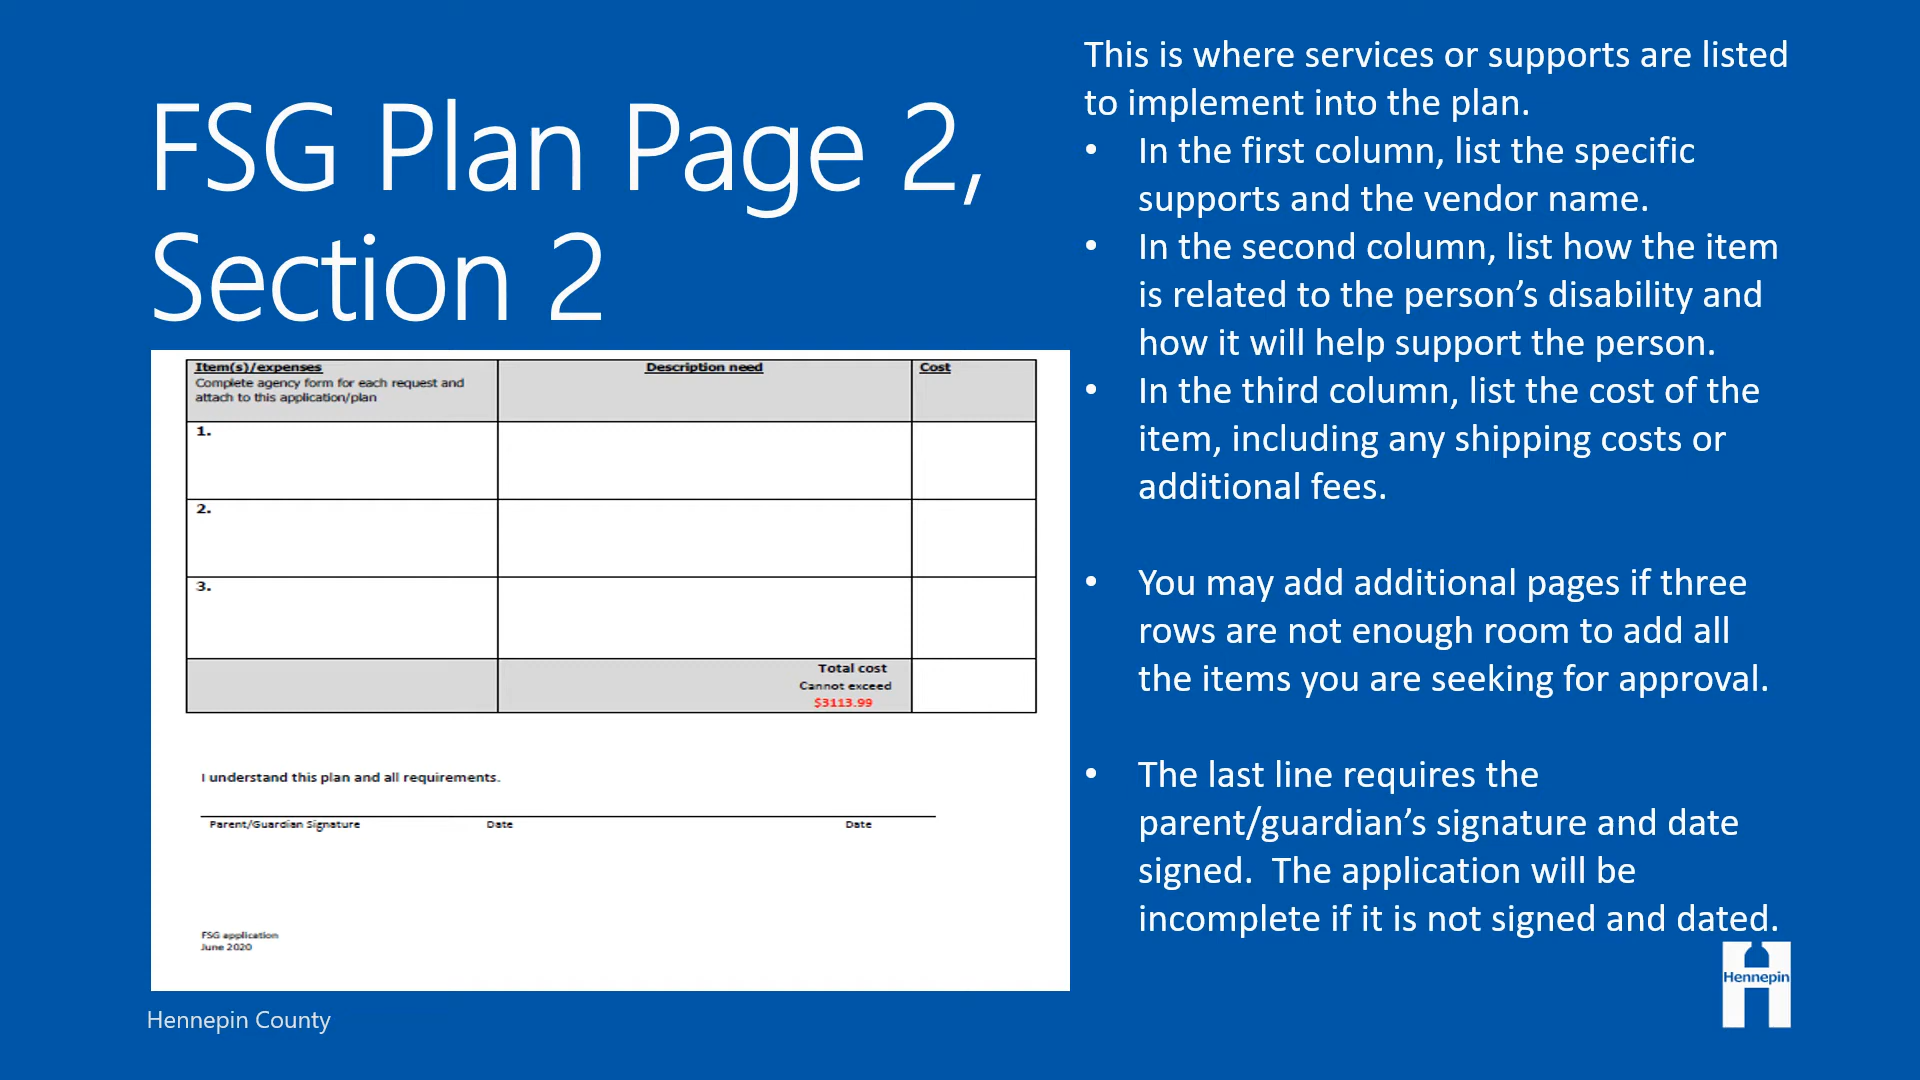 FSG Plan Page 2,
Section 2
Item(s)/expenses
Complete agency form for each request and
attach to this application/plan
Description need
Cost
1.
2.
3.
Total cost
Cannot exceed
$3113.99
I understand this plan and all requirements.
Parent/Guardian Signature Date Date
FSG application
June 2020
Hennepin County
This is where services or supports are listed
to implement into the plan.
• In the first column, list the specific
supports and the vendor name.
• In the second column, list how the item
is related to the person’s disability and
how it will help support the person.
• In the third column, list the cost of the
item, including any shipping costs or
additional fees.
• You may add additional pages if three
rows are not enough room to add all
the items you are seeking for approval.
• The last line requires the
parent/guardian’s signature and date
signed.  The application will be
incomplete if it is not signed and dated.
Hennepin